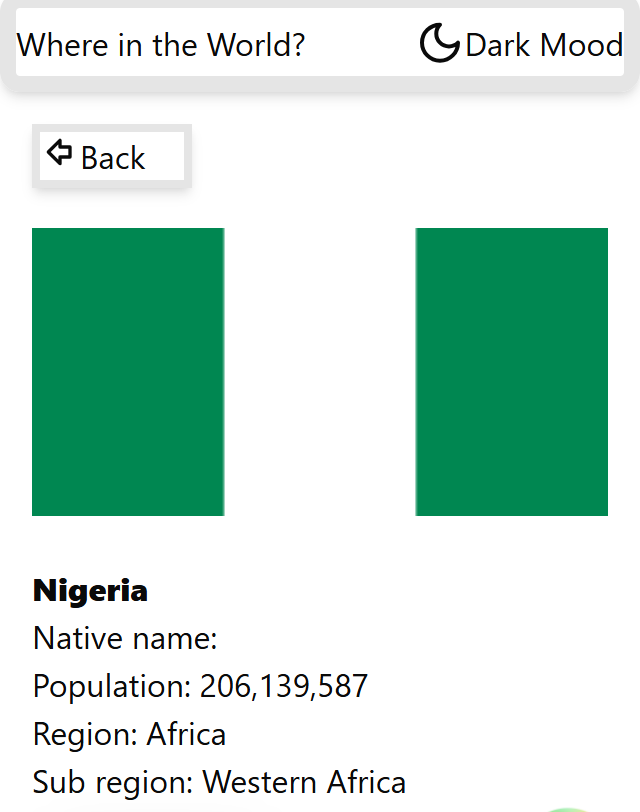 Where in the World?
Dark Mood
Back
Nigeria
Native name:
Population: 206,139,587
Region: Africa
Sub region: Western Africa